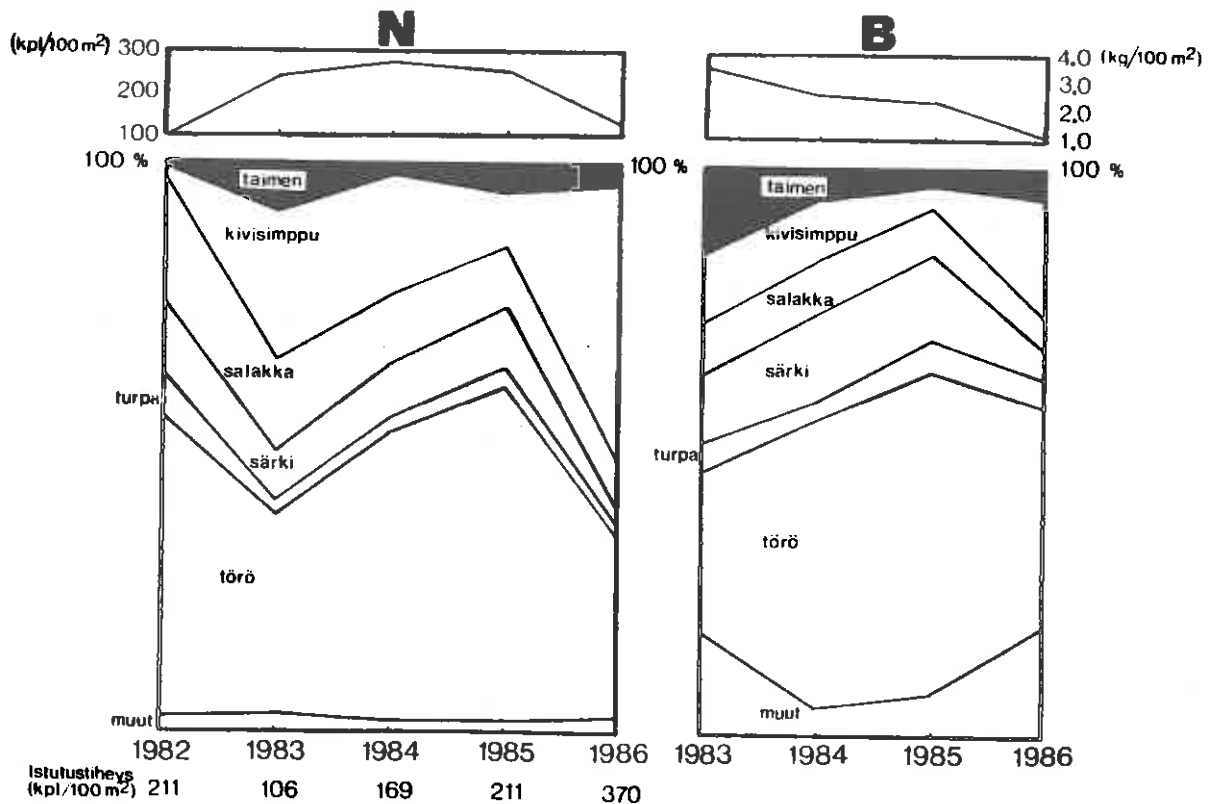 N
B
(kpl/100 m²) 300
200
100
4.0 (kg/100 m²)
3.0
2.0
1.0
100 %
100 %
100 %
taimen
kivisimppu
salakka
turpa
särki
törö
muut
taimen
kivisimppu
salakka
särki
turpa
törö
muut
1982 1983 1984 1985 1986
1983 1984 1985 1986
Istutustiheys
(kpl/100 m²) 211 106 169 211 370